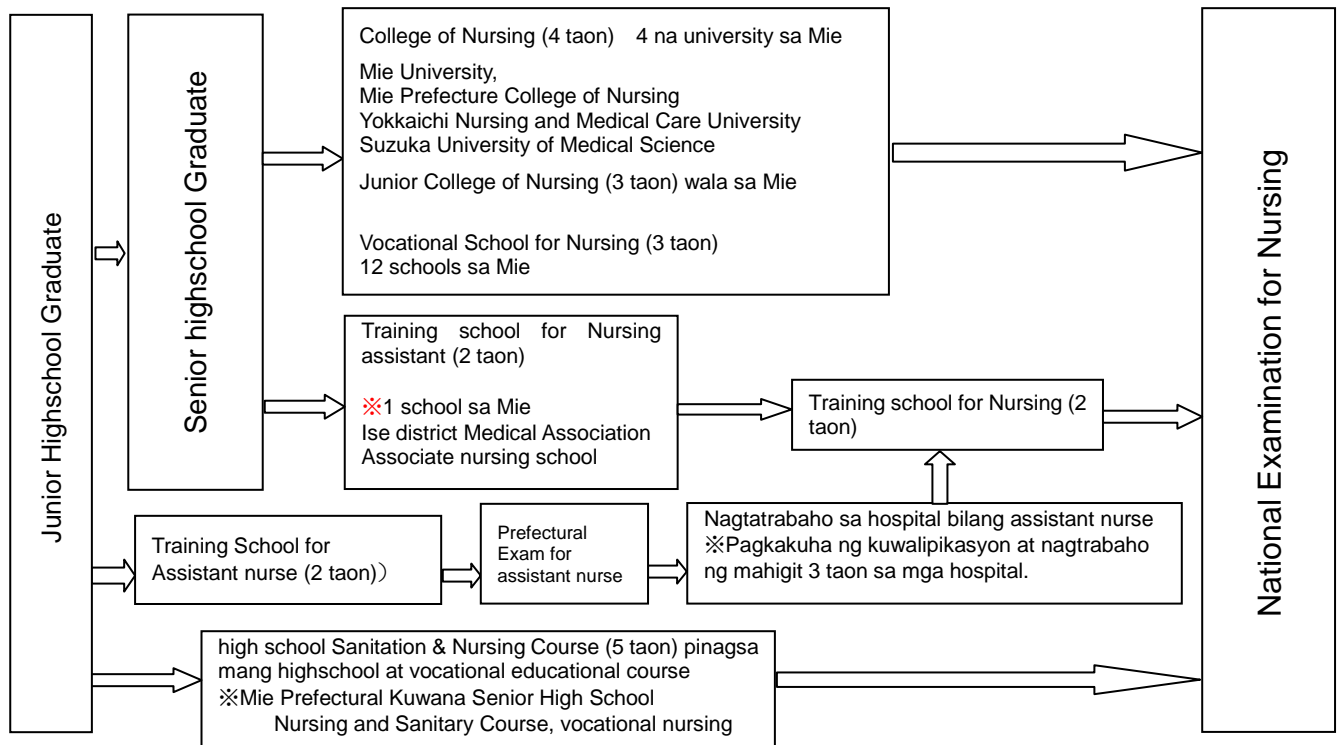 Junior Highschool Graduate
Senior highschool Graduate
College of Nursing (4 taon) 4 na university sa Mie
Mie University,
Mie Prefecture College of Nursing
Yokkaichi Nursing and Medical Care University
Suzuka University of Medical Science
Junior College of Nursing (3 taon) wala sa Mie
Vocational School for Nursing (3 taon)
12 schools sa Mie
Training school for Nursing
assistant (2 taon)
※1 school sa Mie
Ise district Medical Association
Associate nursing school
Training school for Nursing (2
taon)
Training School for
Assistant nurse (2 taon)）
Prefectural
Exam for
assistant nurse
Nagtatrabaho sa hospital bilang assistant nurse
※Pagkakuha ng kuwalipikasyon at nagtrabaho
ng mahigit 3 taon sa mga hospital.
high school Sanitation & Nursing Course (5 taon) pinagsa
mang highschool at vocational educational course
※Mie Prefectural Kuwana Senior High School
Nursing and Sanitary Course, vocational nursing
National Examination for Nursing